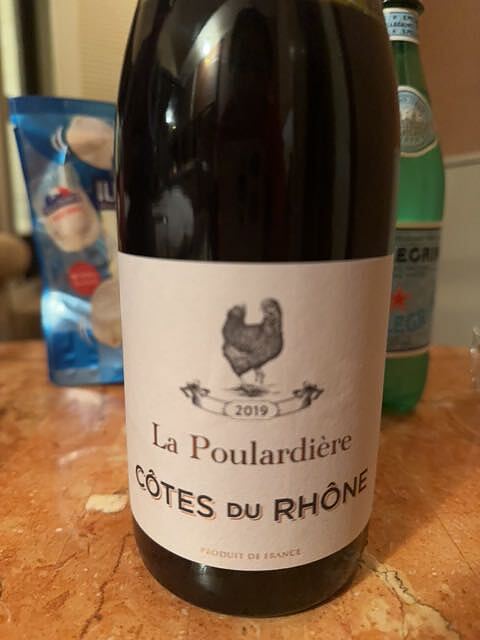 2019
La Poulardière
CÔTES DU RHÔNE
PRODUIT DE FRANCE